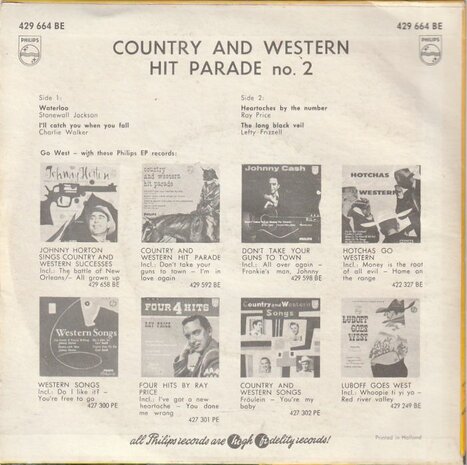 429 664 BE
429 664 BE
PHILIPS
PHILIPS
COUNTRY AND WESTERN
HIT PARADE no. 2
Side 1:
Waterloo
Stonewall Jackson
I'll catch you when you fall
Charlie Walker
Side 2:
Heartaches by the number
Ray Price
The long black veil
Lefty Frizzell
Go West - with these Philips EP records:
Johnny Horton
country
and western
hit parade
Johnny Cash
HOTCHAS
WESTERN
JOHNNY HORTON
SINGS COUNTRY AND
WESTERN SUCCESSES
Incl.: The battle of New
Orleans/- All grown up
429 658 BE
COUNTRY AND
WESTERN HIT PARADE
Incl.: Don't take your
guns to town - I'm in
love again
429 592 BE
DON'T TAKE YOUR
GUNS TO TOWN
Incl.: All over again -
Frankie's man, Johnny
429 598 BE
HOTCHAS GO
WESTERN
Incl.: Money is the root
of all evil - Home on
the range
422 327 BE
Western Songs
FOUR 4 HITS
RAY PRICE
Country and Western
Songs
LUBOFF
GOES
WEST
WESTERN SONGS
Incl.: Do I like it? -
You're free to go
427 300 PE
FOUR HITS BY RAY
PRICE
Incl.: I've got a new
heartache - You done
me wrong
427 301 PE
COUNTRY AND
WESTERN SONGS
Fräulein - You're my
baby
427 302 PE
LUBOFF GOES WEST
Incl.: Whoopie ti yi yo -
Red river valley
429 249 BE
all Philips records are High Fidelity records!
Printed in Holland